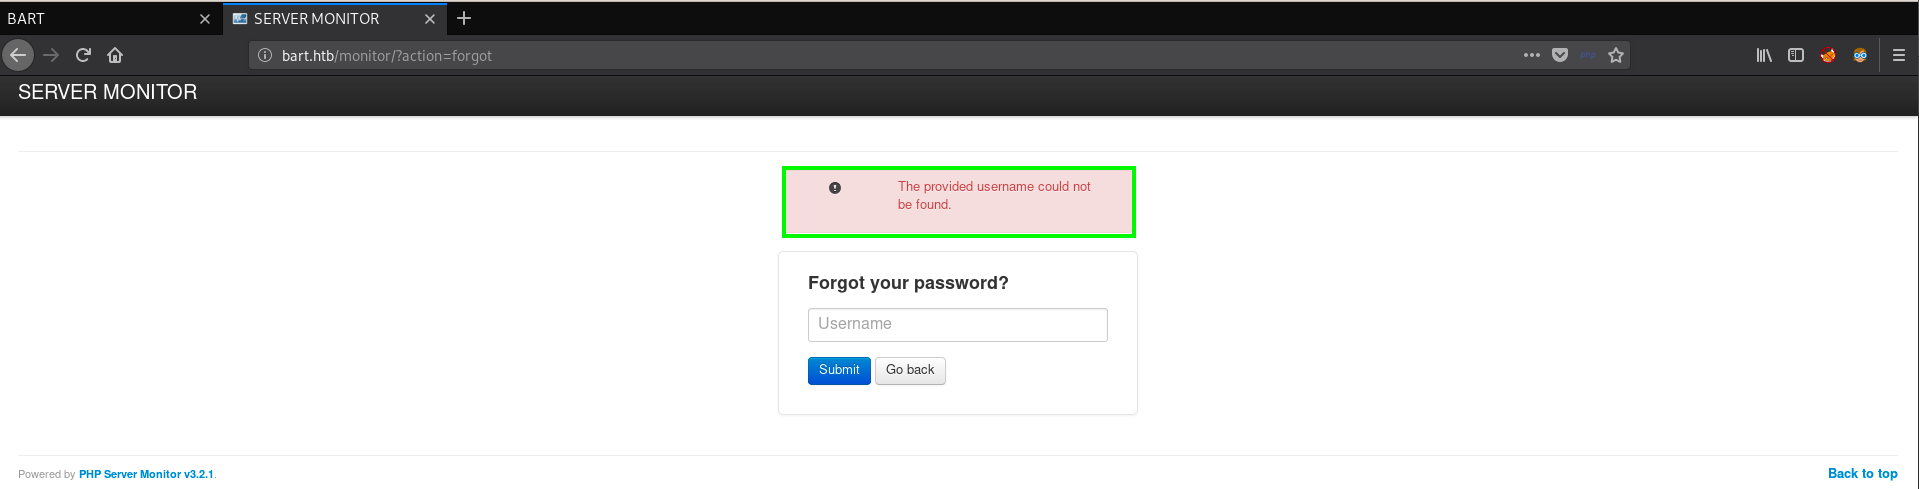 BART
SERVER MONITOR
bart.htb/monitor/?action=forgot
SERVER MONITOR
The provided username could not
be found.
Forgot your password?
Username
Submit Go back
Powered by PHP Server Monitor v3.2.1.
Back to top